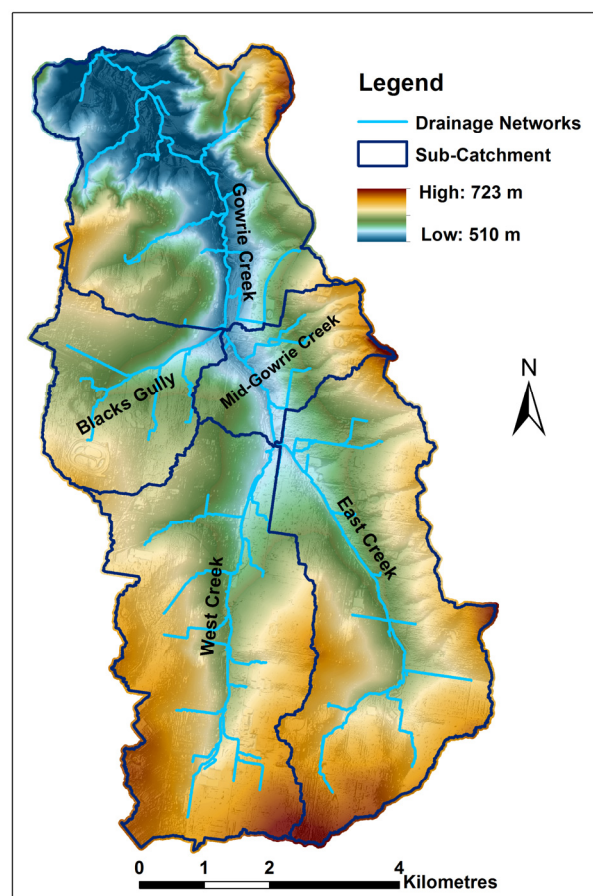 Legend
Drainage Networks
Sub-Catchment
High: 723 m
Low: 510 m
Gowrie Creek
Mid-Gowrie Creek
Blacks Gully
N
East Creek
West Creek
0 1 2 4
Kilometres